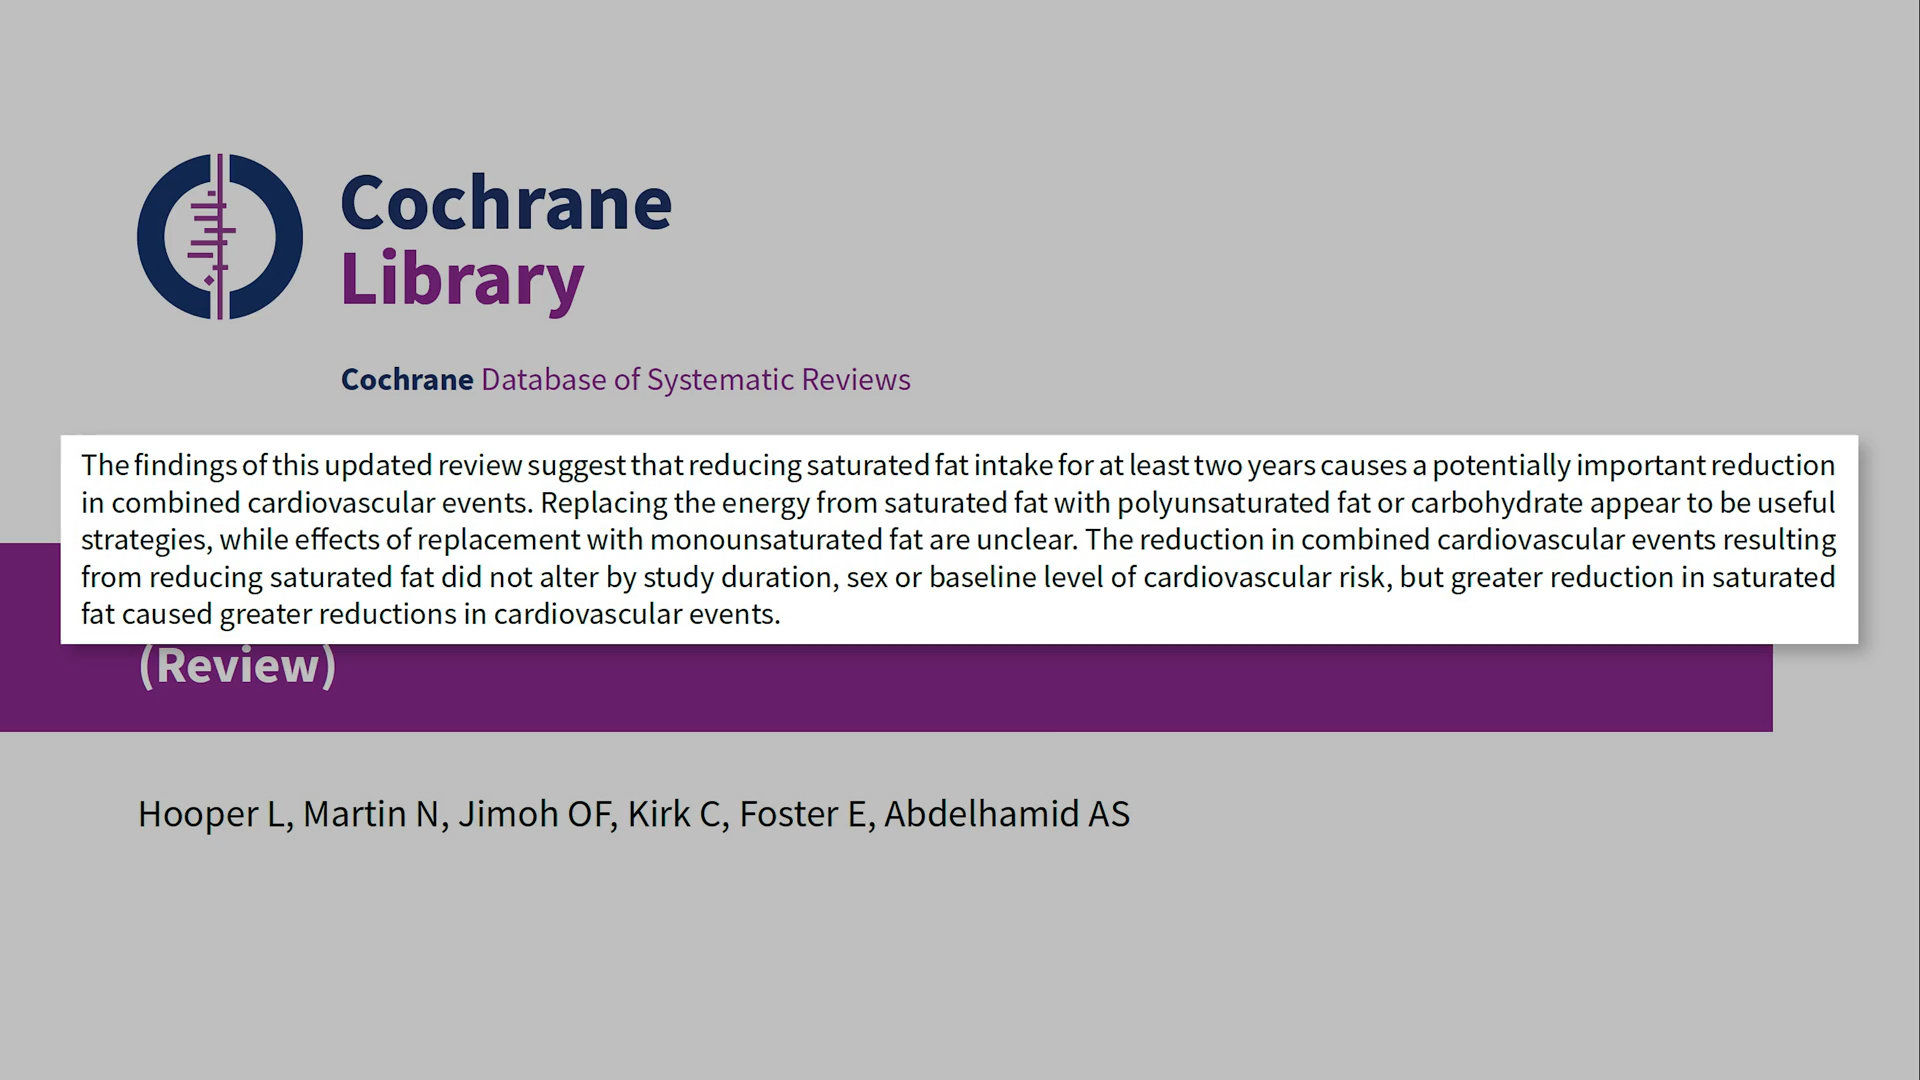 Cochrane
Library
Cochrane Database of Systematic Reviews
The findings of this updated review suggest that reducing saturated fat intake for at least two years causes a potentially important reduction
in combined cardiovascular events. Replacing the energy from saturated fat with polyunsaturated fat or carbohydrate appear to be useful
strategies, while effects of replacement with monounsaturated fat are unclear. The reduction in combined cardiovascular events resulting
from reducing saturated fat did not alter by study duration, sex or baseline level of cardiovascular risk, but greater reduction in saturated
fat caused greater reductions in cardiovascular events.
(Review)
Hooper L, Martin N, Jimoh OF, Kirk C, Foster E, Abdelhamid AS